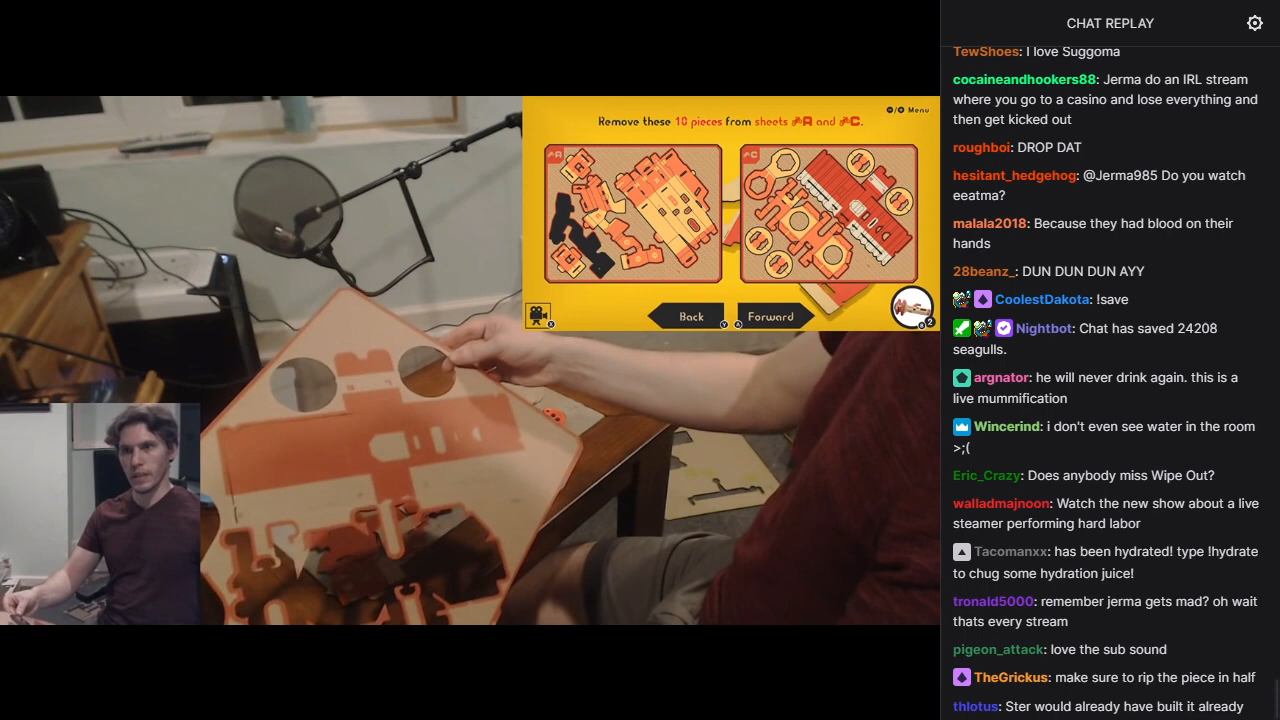 CHAT REPLAY
TewShoes: I love Suggoma
cocaineandhookers88: Jerma do an IRL stream
where you go to a casino and lose everything and
then get kicked out
roughboi: DROP DAT
hesitant_hedgehog: @Jerma985 Do you watch
eeatma?
malala2018: Because they had blood on their
hands
28beanz_: DUN DUN DUN AYY
CoolestDakota: !save
Nightbot: Chat has saved 24208
seagulls.
argnator: he will never drink again. this is a
live mummification
Wincerind: i don't even see water in the room
>;(
Eric_Crazy: Does anybody miss Wipe Out?
walladmajnoon: Watch the new show about a live
steamer performing hard labor
Tacomanxx: has been hydrated! type !hydrate
to chug some hydration juice!
tronald5000: remember jerma gets mad? oh wait
thats every stream
pigeon_attack: love the sub sound
TheGrickus: make sure to rip the piece in half
thlotus: Ster would already have built it already
-/+ Menu
Remove these 10 pieces from sheets A and C.
A
C
Back
Y
A
Forward
X
2